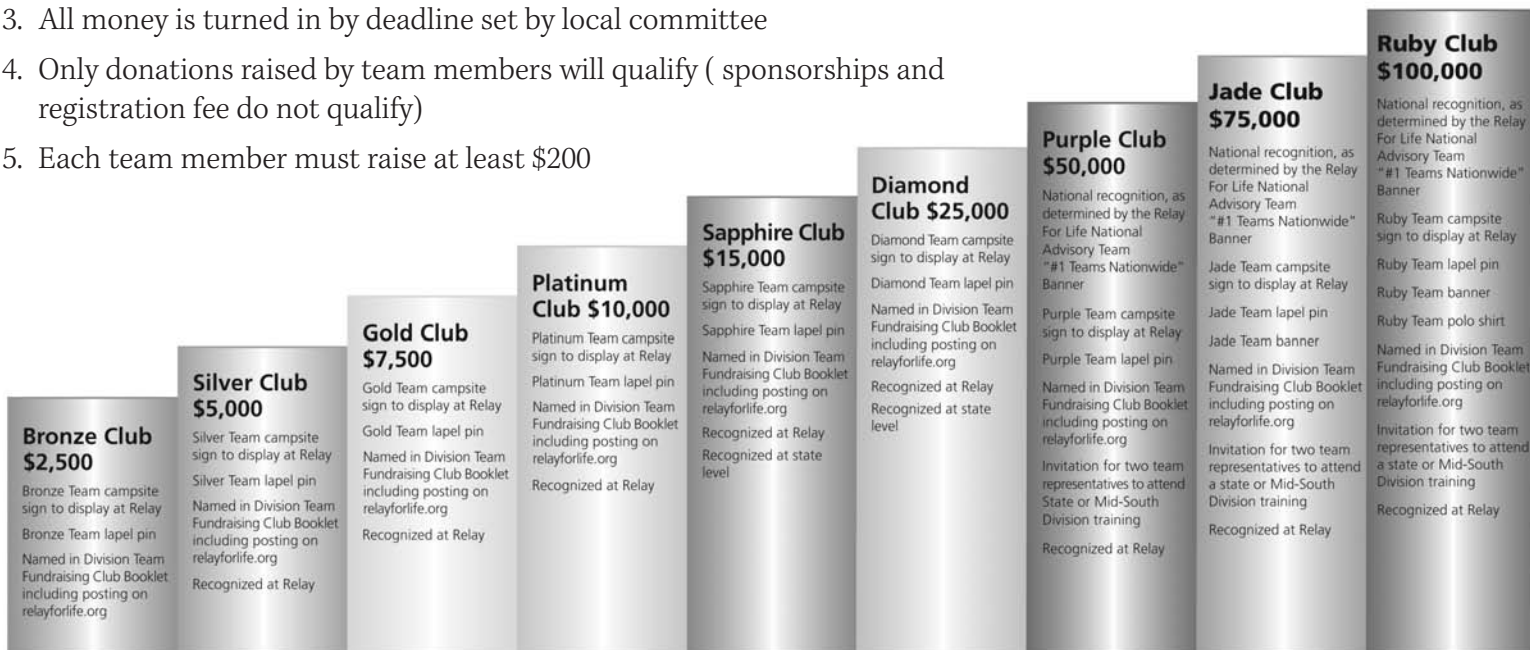 3. All money is turned in by deadline set by local committee
4. Only donations raised by team members will qualify ( sponsorships and
registration fee do not qualify)
5. Each team member must raise at least $200
Bronze Club
$2,500
Bronze Team campsite
sign to display at Relay
Bronze Team lapel pin
Named in Division Team
Fundraising Club Booklet
including posting on
relayforlife.org
Silver Club
$5,000
Silver Team campsite
sign to display at Relay
Silver Team lapel pin
Named in Division Team
Fundraising Club Booklet
including posting on
relayforlife.org
Recognized at Relay
Gold Club
$7,500
Gold Team campsite
sign to display at Relay
Gold Team lapel pin
Named in Division Team
Fundraising Club Booklet
including posting on
relayforlife.org
Recognized at Relay
Platinum
Club $10,000
Platinum Team campsite
sign to display at Relay
Platinum Team lapel pin
Named in Division Team
Fundraising Club Booklet
including posting on
relayforlife.org
Recognized at Relay
Sapphire Club
$15,000
Sapphire Team campsite
sign to display at Relay
Sapphire Team lapel pin
Named in Division Team
Fundraising Club Booklet
including posting on
relayforlife.org
Recognized at Relay
Recognized at state
level
Diamond
Club $25,000
Diamond Team campsite
sign to display at Relay
Diamond Team lapel pin
Named in Division Team
Fundraising Club Booklet
including posting on
relayforlife.org
Recognized at Relay
Recognized at state
level
Purple Club
$50,000
National recognition, as
determined by the Relay
For Life National
Advisory Team
"#1 Teams Nationwide"
Banner
Purple Team campsite
sign to display at Relay
Purple Team lapel pin
Named in Division Team
Fundraising Club Booklet
including posting on
relayforlife.org
Invitation for two team
representatives to attend
State or Mid-South
Division training
Recognized at Relay
Jade Club
$75,000
National recognition, as
determined by the Relay
For Life National
Advisory Team
"#1 Teams Nationwide"
Banner
Jade Team campsite
sign to display at Relay
Jade Team lapel pin
Jade Team banner
Named in Division Team
Fundraising Club Booklet
including posting on
relayforlife.org
Invitation for two team
representatives to attend
a state or Mid-South
Division training
Recognized at Relay
Ruby Club
$100,000
National recognition, as
determined by the Relay
For Life National
Advisory Team
"#1 Teams Nationwide"
Banner
Ruby Team campsite
sign to display at Relay
Ruby Team lapel pin
Ruby Team banner
Ruby Team polo shirt
Named in Division Team
Fundraising Club Booklet
including posting on
relayforlife.org
Invitation for two team
representatives to attend
a state or Mid-South
Division training
Recognized at Relay